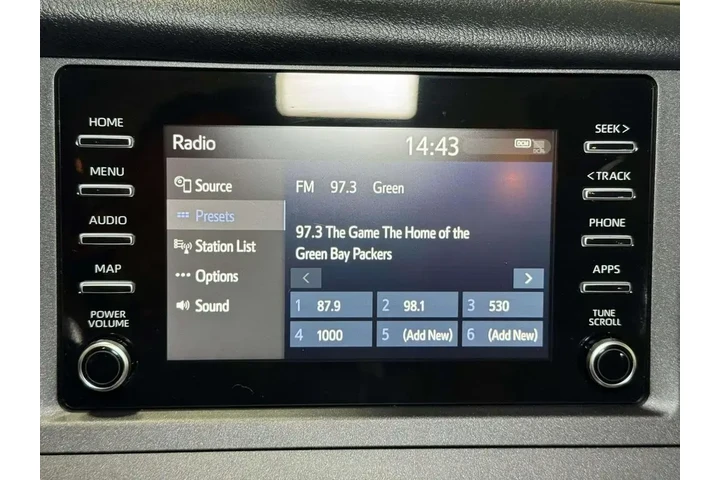 HOME
MENU
AUDIO
MAP
POWER
VOLUME
Radio
14:43
DCM
Source
Presets
Station List
Options
Sound
FM 97.3 Green
97.3 The Game The Home of the
Green Bay Packers
< >
1 87.9
2 98.1
3 530
4 1000
5 (Add New)
6 (Add New)
SEEK >
< TRACK
PHONE
APPS
TUNE
SCROLL